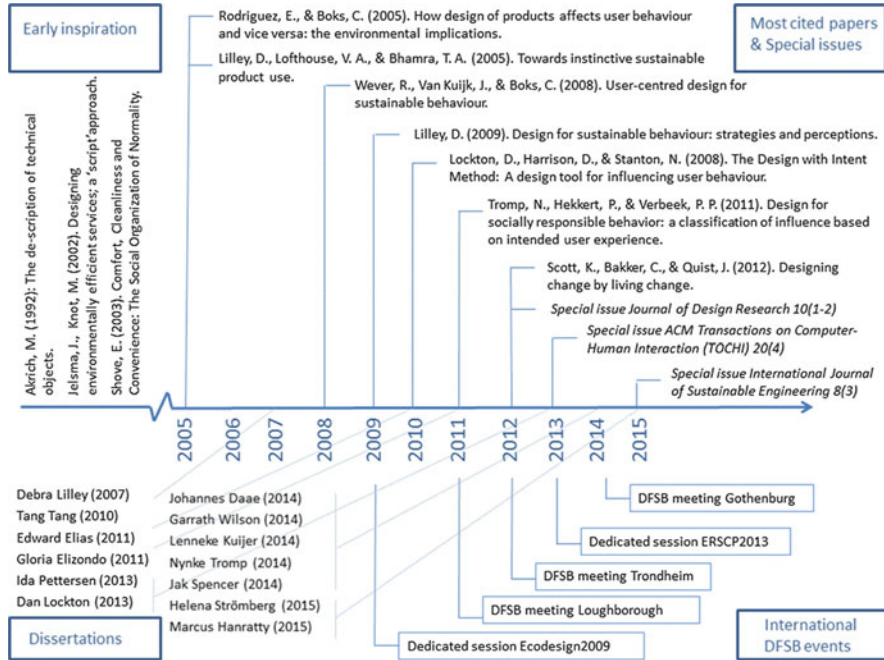 Early inspiration
Rodriguez, E., & Boks, C. (2005). How design of products affects user behaviour
and vice versa: the environmental implications.
Lilley, D., Lofthouse, V. A., & Bhamra, T. A. (2005). Towards instinctive sustainable
product use.
Most cited papers
& Special issues
Wever, R., Van Kuijk, J., & Boks, C. (2008). User-centred design for
sustainable behaviour.
Lilley, D. (2009). Design for sustainable behaviour: strategies and perceptions.
Lockton, D., Harrison, D., & Stanton, N. (2008). The Design with Intent
Method: A design tool for influencing user behaviour.
Tromp, N., Hekkert, P., & Verbeek, P. P. (2011). Design for
socially responsible behavior: a classification of influence based
on intended user experience.
Scott, K., Bakker, C., & Quist, J. (2012). Designing
change by living change.
Special issue Journal of Design Research 10(1-2)
Special issue ACM Transactions on Computer-
Human Interaction (TOCHI) 20(4)
Special issue International Journal
of Sustainable Engineering 8(3)
Akrich, M. (1992): The de-scription of technical
objects.
Jelsma, J., Knot, M. (2002). Designing
environmentally efficient services; a 'script' approach.
Shove, E. (2003). Comfort, Cleanliness and
Convenience: The Social Organization of Normality.
2005
2006
2007
2008
2009
2010
2011
2012
2013
2014
2015
Debra Lilley (2007)
Tang Tang (2010)
Edward Elias (2011)
Gloria Elizondo (2011)
Ida Pettersen (2013)
Dan Lockton (2013)
Johannes Daae (2014)
Garrath Wilson (2014)
Lenneke Kuijer (2014)
Nynke Tromp (2014)
Jak Spencer (2014)
Helena Strömberg (2015)
Marcus Hanratty (2015)
DFSB meeting Gothenburg
Dedicated session ERSCP2013
DFSB meeting Trondheim
DFSB meeting Loughborough
Dedicated session Ecodesign2009
Dissertations
International
DFSB events